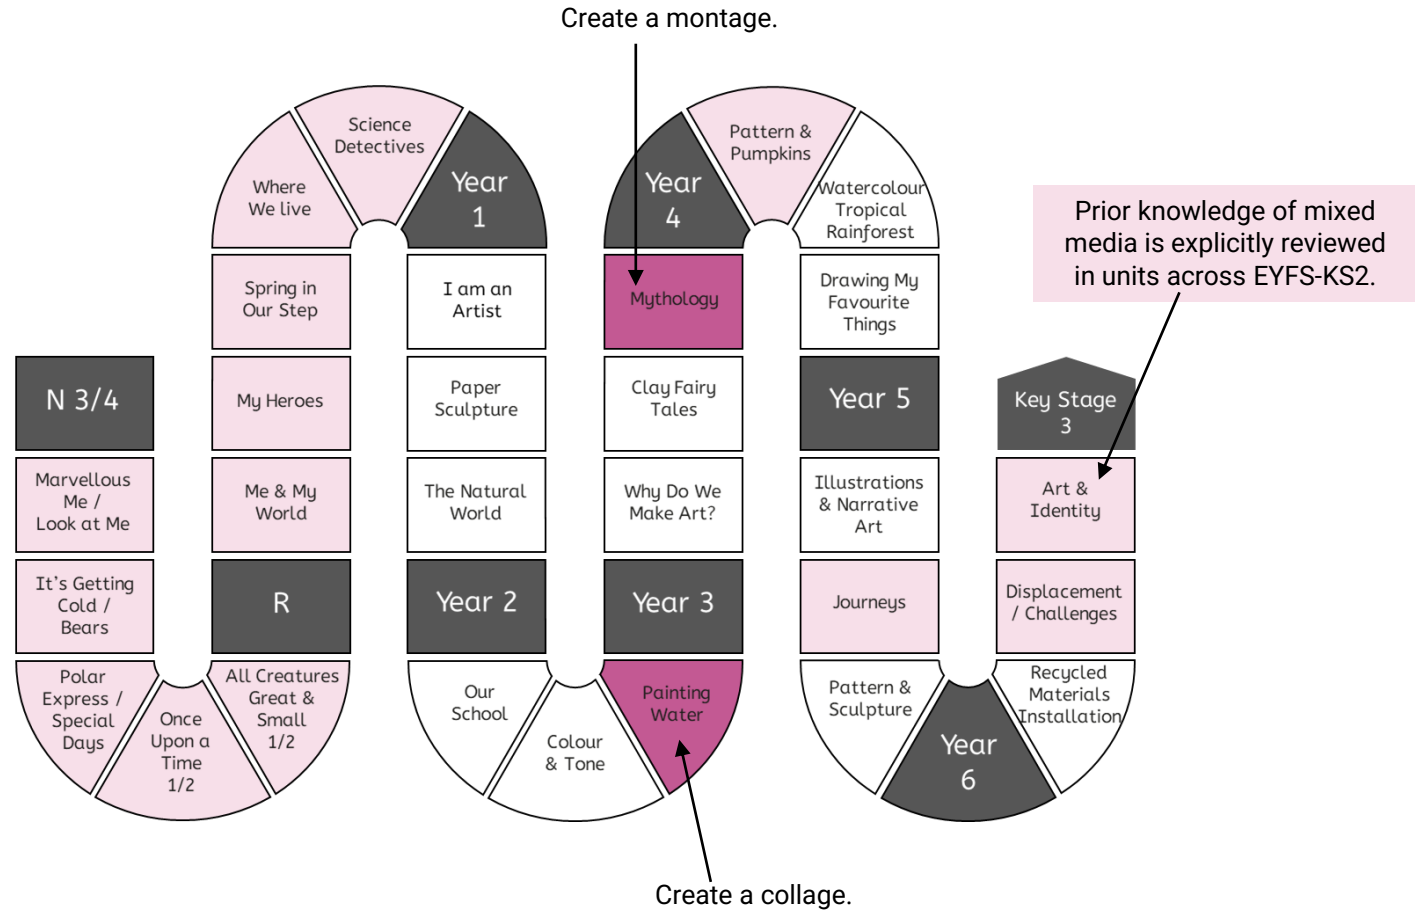 Create a montage.
N 3/4
Marvellous
Me /
Look at Me
It's Getting
Cold /
Bears
Polar
Express /
Special
Days
Once
Upon a
Time
1/2
All Creatures
Great &
Small
1/2
R
Me & My
World
My Heroes
Spring in
Our Step
Where
We live
Science
Detectives
Year
1
I am an
Artist
Paper
Sculpture
The Natural
World
Year 2
Our
School
Colour
& Tone
Painting
Water
Create a collage.
Year 3
Why Do We
Make Art?
Clay Fairy
Tales
Mythology
Year
4
Pattern &
Pumpkins
Watercolour
Tropical
Rainforest
Drawing My
Favourite
Things
Year 5
Illustrations
& Narrative
Art
Journeys
Pattern &
Sculpture
Year
6
Recycled
Materials
Installation
Displacement
/ Challenges
Art &
Identity
Key Stage
3
Prior knowledge of mixed
media is explicitly reviewed
in units across EYFS-KS2.